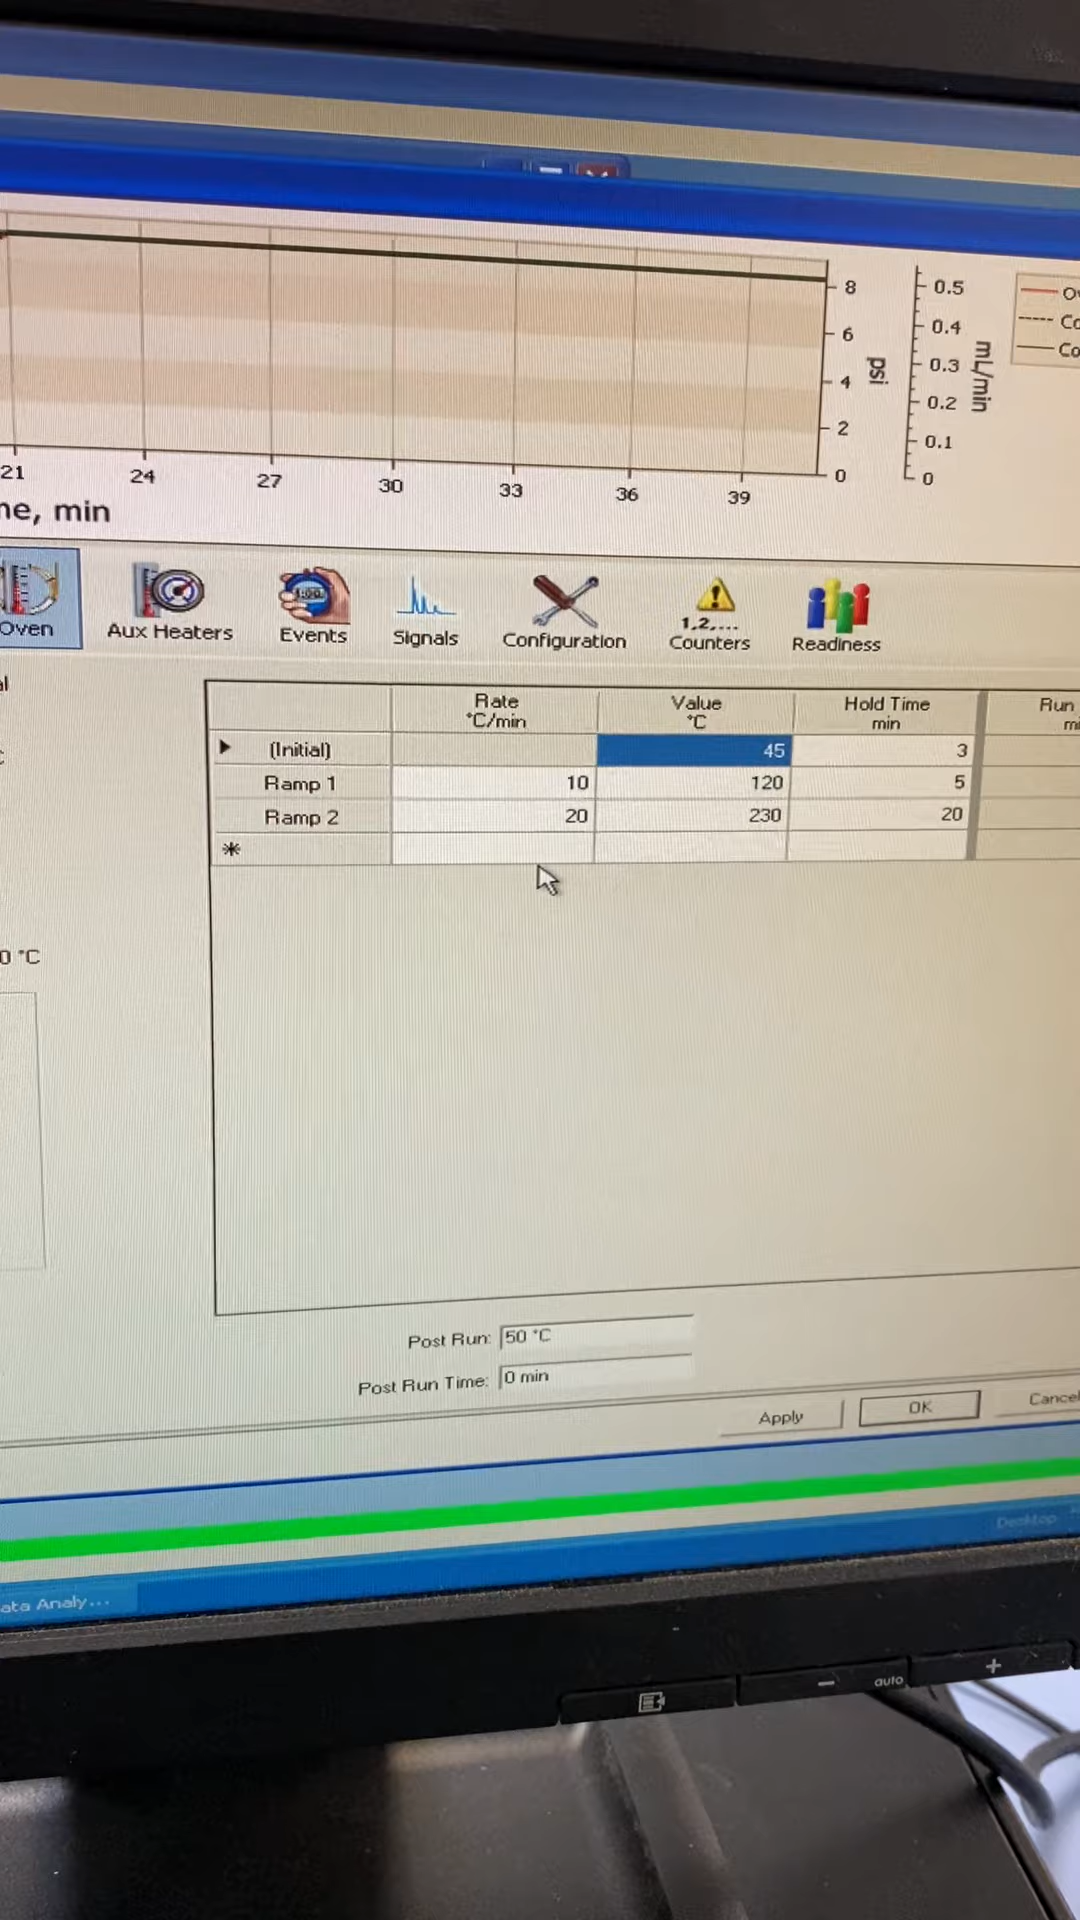 8
6
4
2
0
psi
0.5
0.4
0.3
0.2
0.1
0
mL/min
21 24 27 30 33 36 39
min
Oven Aux Heaters Events Signals Configuration 1,2,... Counters Readiness
Rate Value Hold Time Run
°C/min °C min
(Initial) 45 3
Ramp 1 10 120 5
Ramp 2 20 230 20
*
0 °C
Post Run: 50 °C
Post Run Time: 0 min
Apply OK Cancel
Desktop
ata Analy...
auto